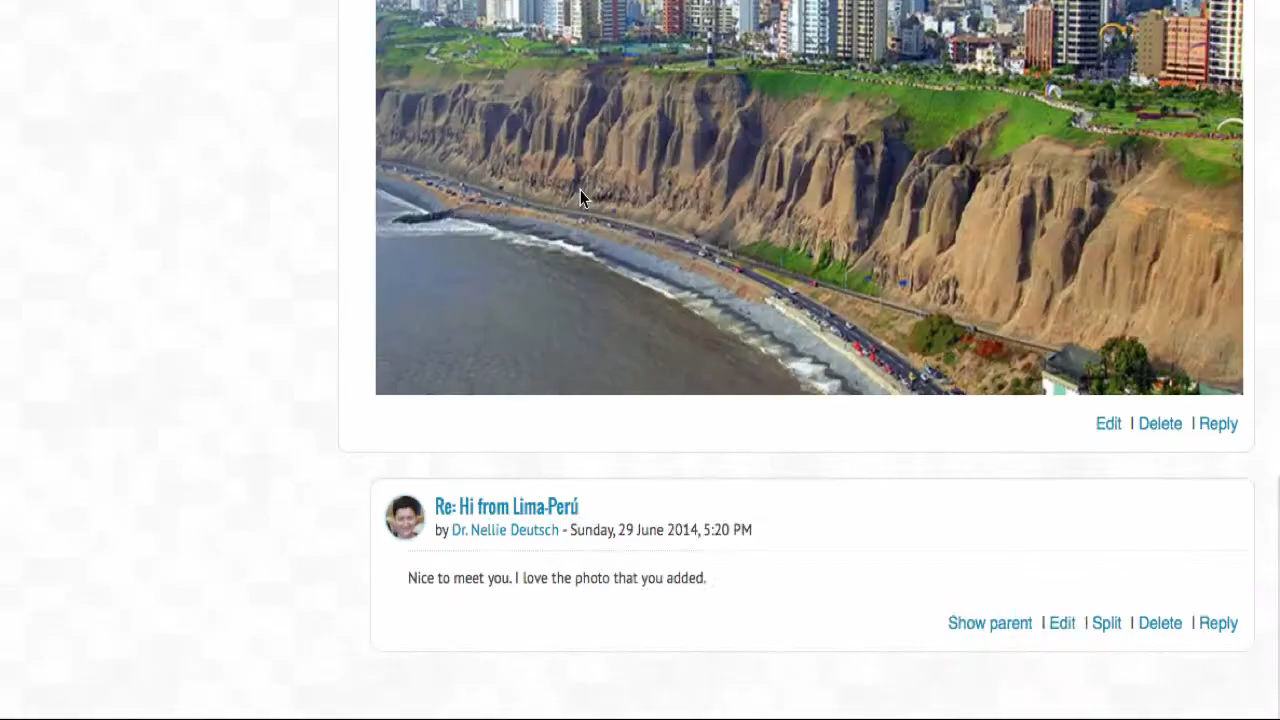 Edit | Delete | Reply
Re: Hi from Lima-Perú
by Dr. Nellie Deutsch - Sunday, 29 June 2014, 5:20 PM
Nice to meet you. I love the photo that you added.
Show parent | Edit | Split | Delete | Reply